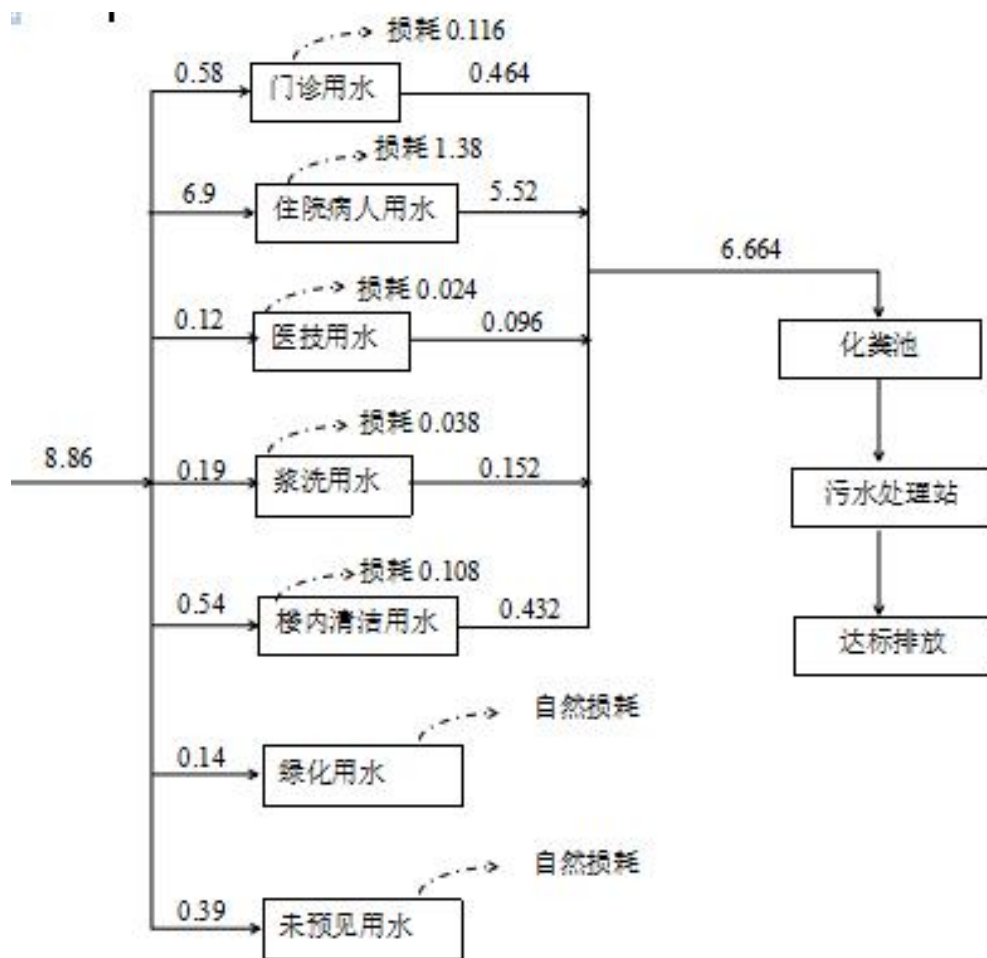 损耗 0.116
0.58
门诊用水
0.464
损耗 1.38
6.9
住院病人用水
5.52
6.664
损耗 0.024
0.12
医技用水
0.096
化粪池
损耗 0.038
8.86
0.19
浆洗用水
0.152
污水处理站
损耗 0.108
0.54
楼内清洁用水
0.432
达标排放
自然损耗
0.14
绿化用水
自然损耗
0.39
未预见用水